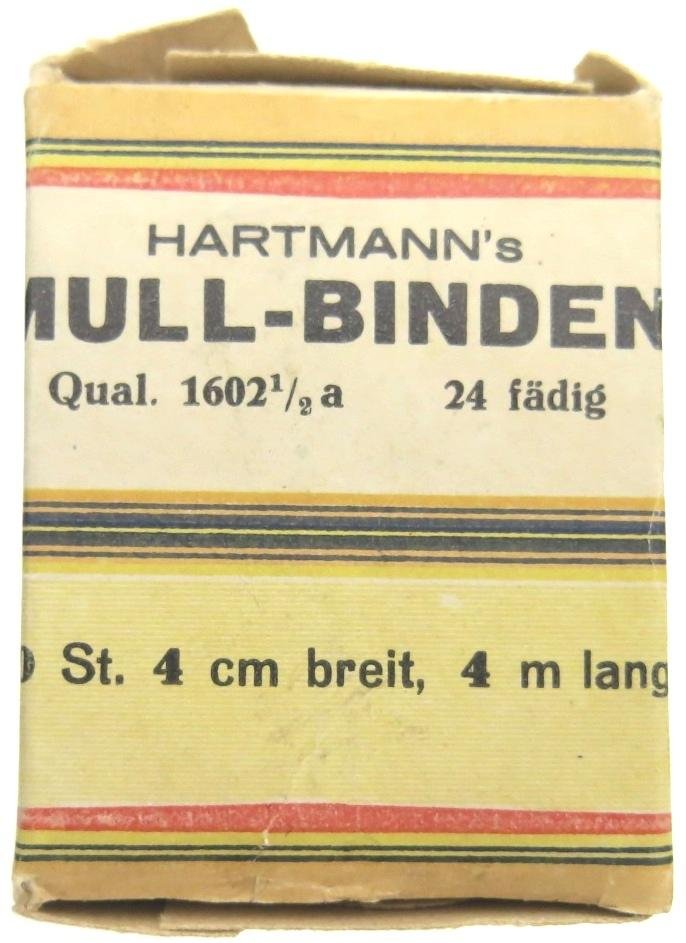 HARTMANN's
MULL-BINDEN
Qual. 1602½ a 24 fädig
St. 4 cm breit, 4 m lang